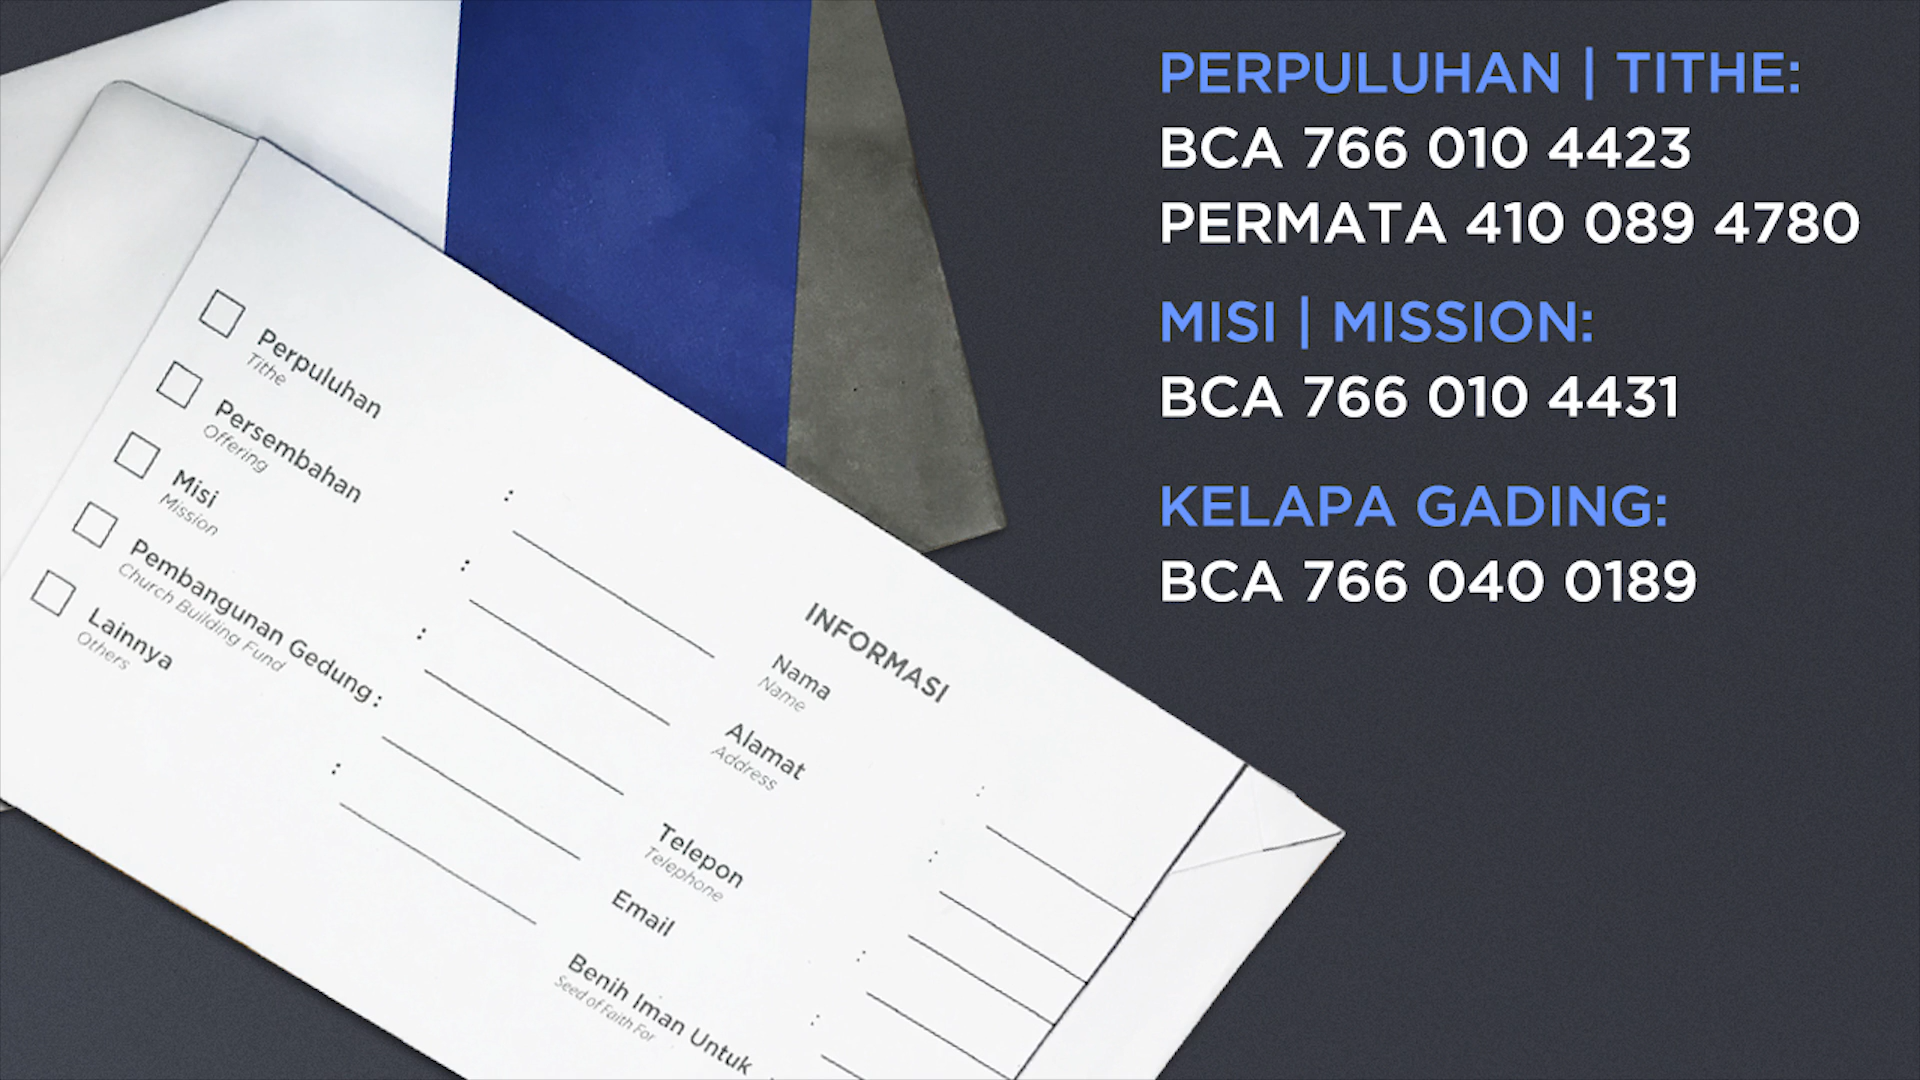 PERPULUHAN | TITHE:
BCA 766 010 4423
PERMATA 410 089 4780
MISI | MISSION:
BCA 766 010 4431
KELAPA GADING:
BCA 766 040 0189
Perpuluhan :
Tithe
Persembahan :
Offering
Misi :
Mission
Pembangunan Gedung :
Church Building Fund
Lainnya :
Others
INFORMASI
Nama :
Name
Alamat :
Address
Telepon :
Telephone
Email :
Benih Iman Untuk
Seed of Faith For